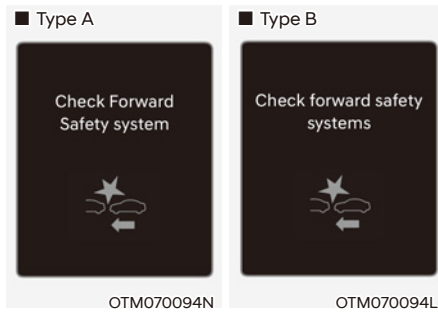 ■ Type A
Check Forward
Safety system
OTM070094N
■ Type B
Check forward safety
systems
OTM070094L